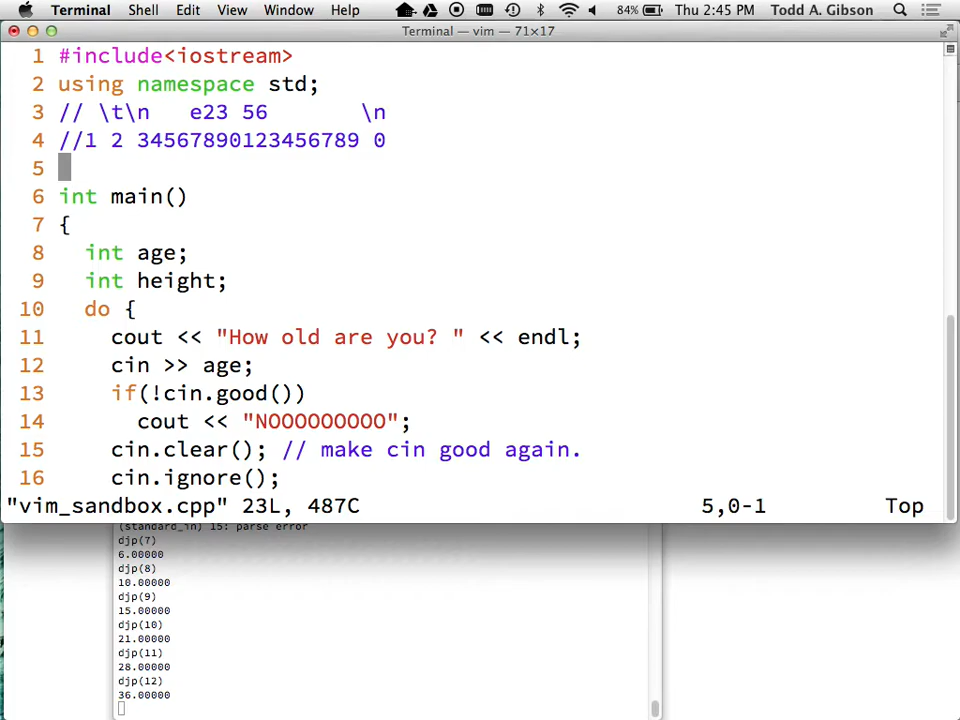 Terminal Shell Edit View Window Help 84% Thu 2:45 PM Todd A. Gibson
Terminal — vim — 71×17
1 #include<iostream>
2 using namespace std;
3 // \t\n   e23 56       \n
4 //1 2 34567890123456789 0
5
6 int main()
7 {
8   int age;
9   int height;
10   do {
11     cout << "How old are you? " << endl;
12     cin >> age;
13     if(!cin.good())
14       cout << "NOOOOOOOOO";
15     cin.clear(); // make cin good again.
16     cin.ignore();
"vim_sandbox.cpp" 23L, 487C 5,0-1 Top
(standard_in) 15: parse error
djp(7)
6.00000
djp(8)
10.00000
djp(9)
15.00000
djp(10)
21.00000
djp(11)
28.00000
djp(12)
36.00000